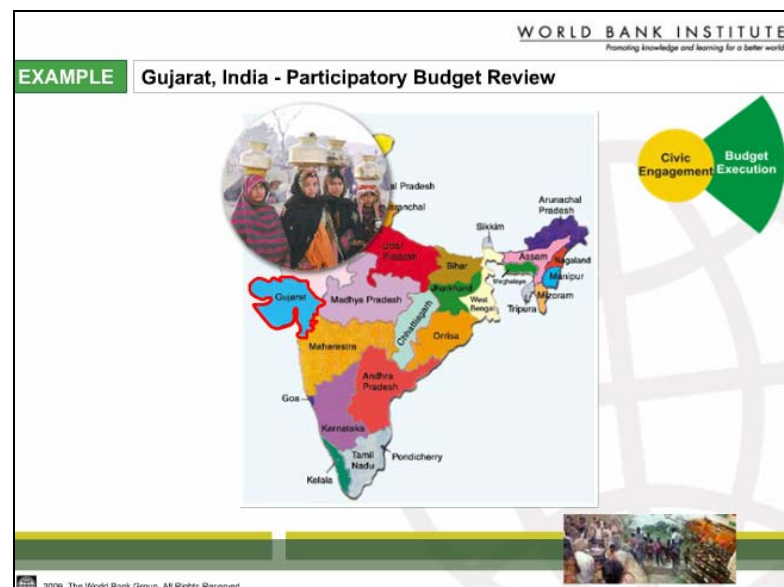 WORLD BANK INSTITUTE
Promoting knowledge and learning for a better world
EXAMPLE
Gujarat, India - Participatory Budget Review
Civic
Engagement
Budget
Execution
al Pradesh
aranchal
Arunachal
Pradesh
Sikkim
Uttar
Pradesh
Assam
Nagaland
Bihar
Meghalaya
Manipur
Gujarat
Madhya Pradesh
Jharkhand
West
Bengal
Tripura
Mizoram
Chhattisgarh
Orrisa
Maharastra
Andhra
Pradesh
Goa
Karnataka
Tamil
Nadu
Pondicherry
Kelala
2009 The World Bank Group. All Rights Reserved